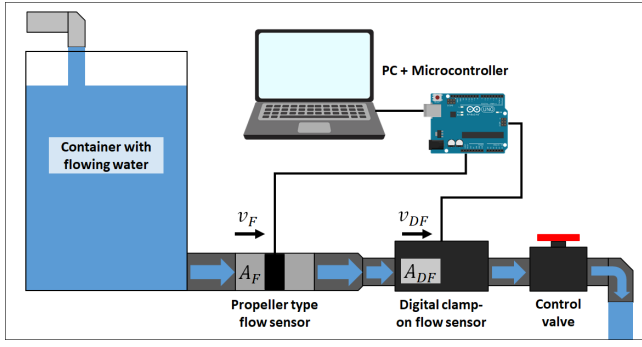 PC + Microcontroller
Container with
flowing water
v_F
v_DF
A_F
A_DF
Propeller type
flow sensor
Digital clamp-
on flow sensor
Control
valve